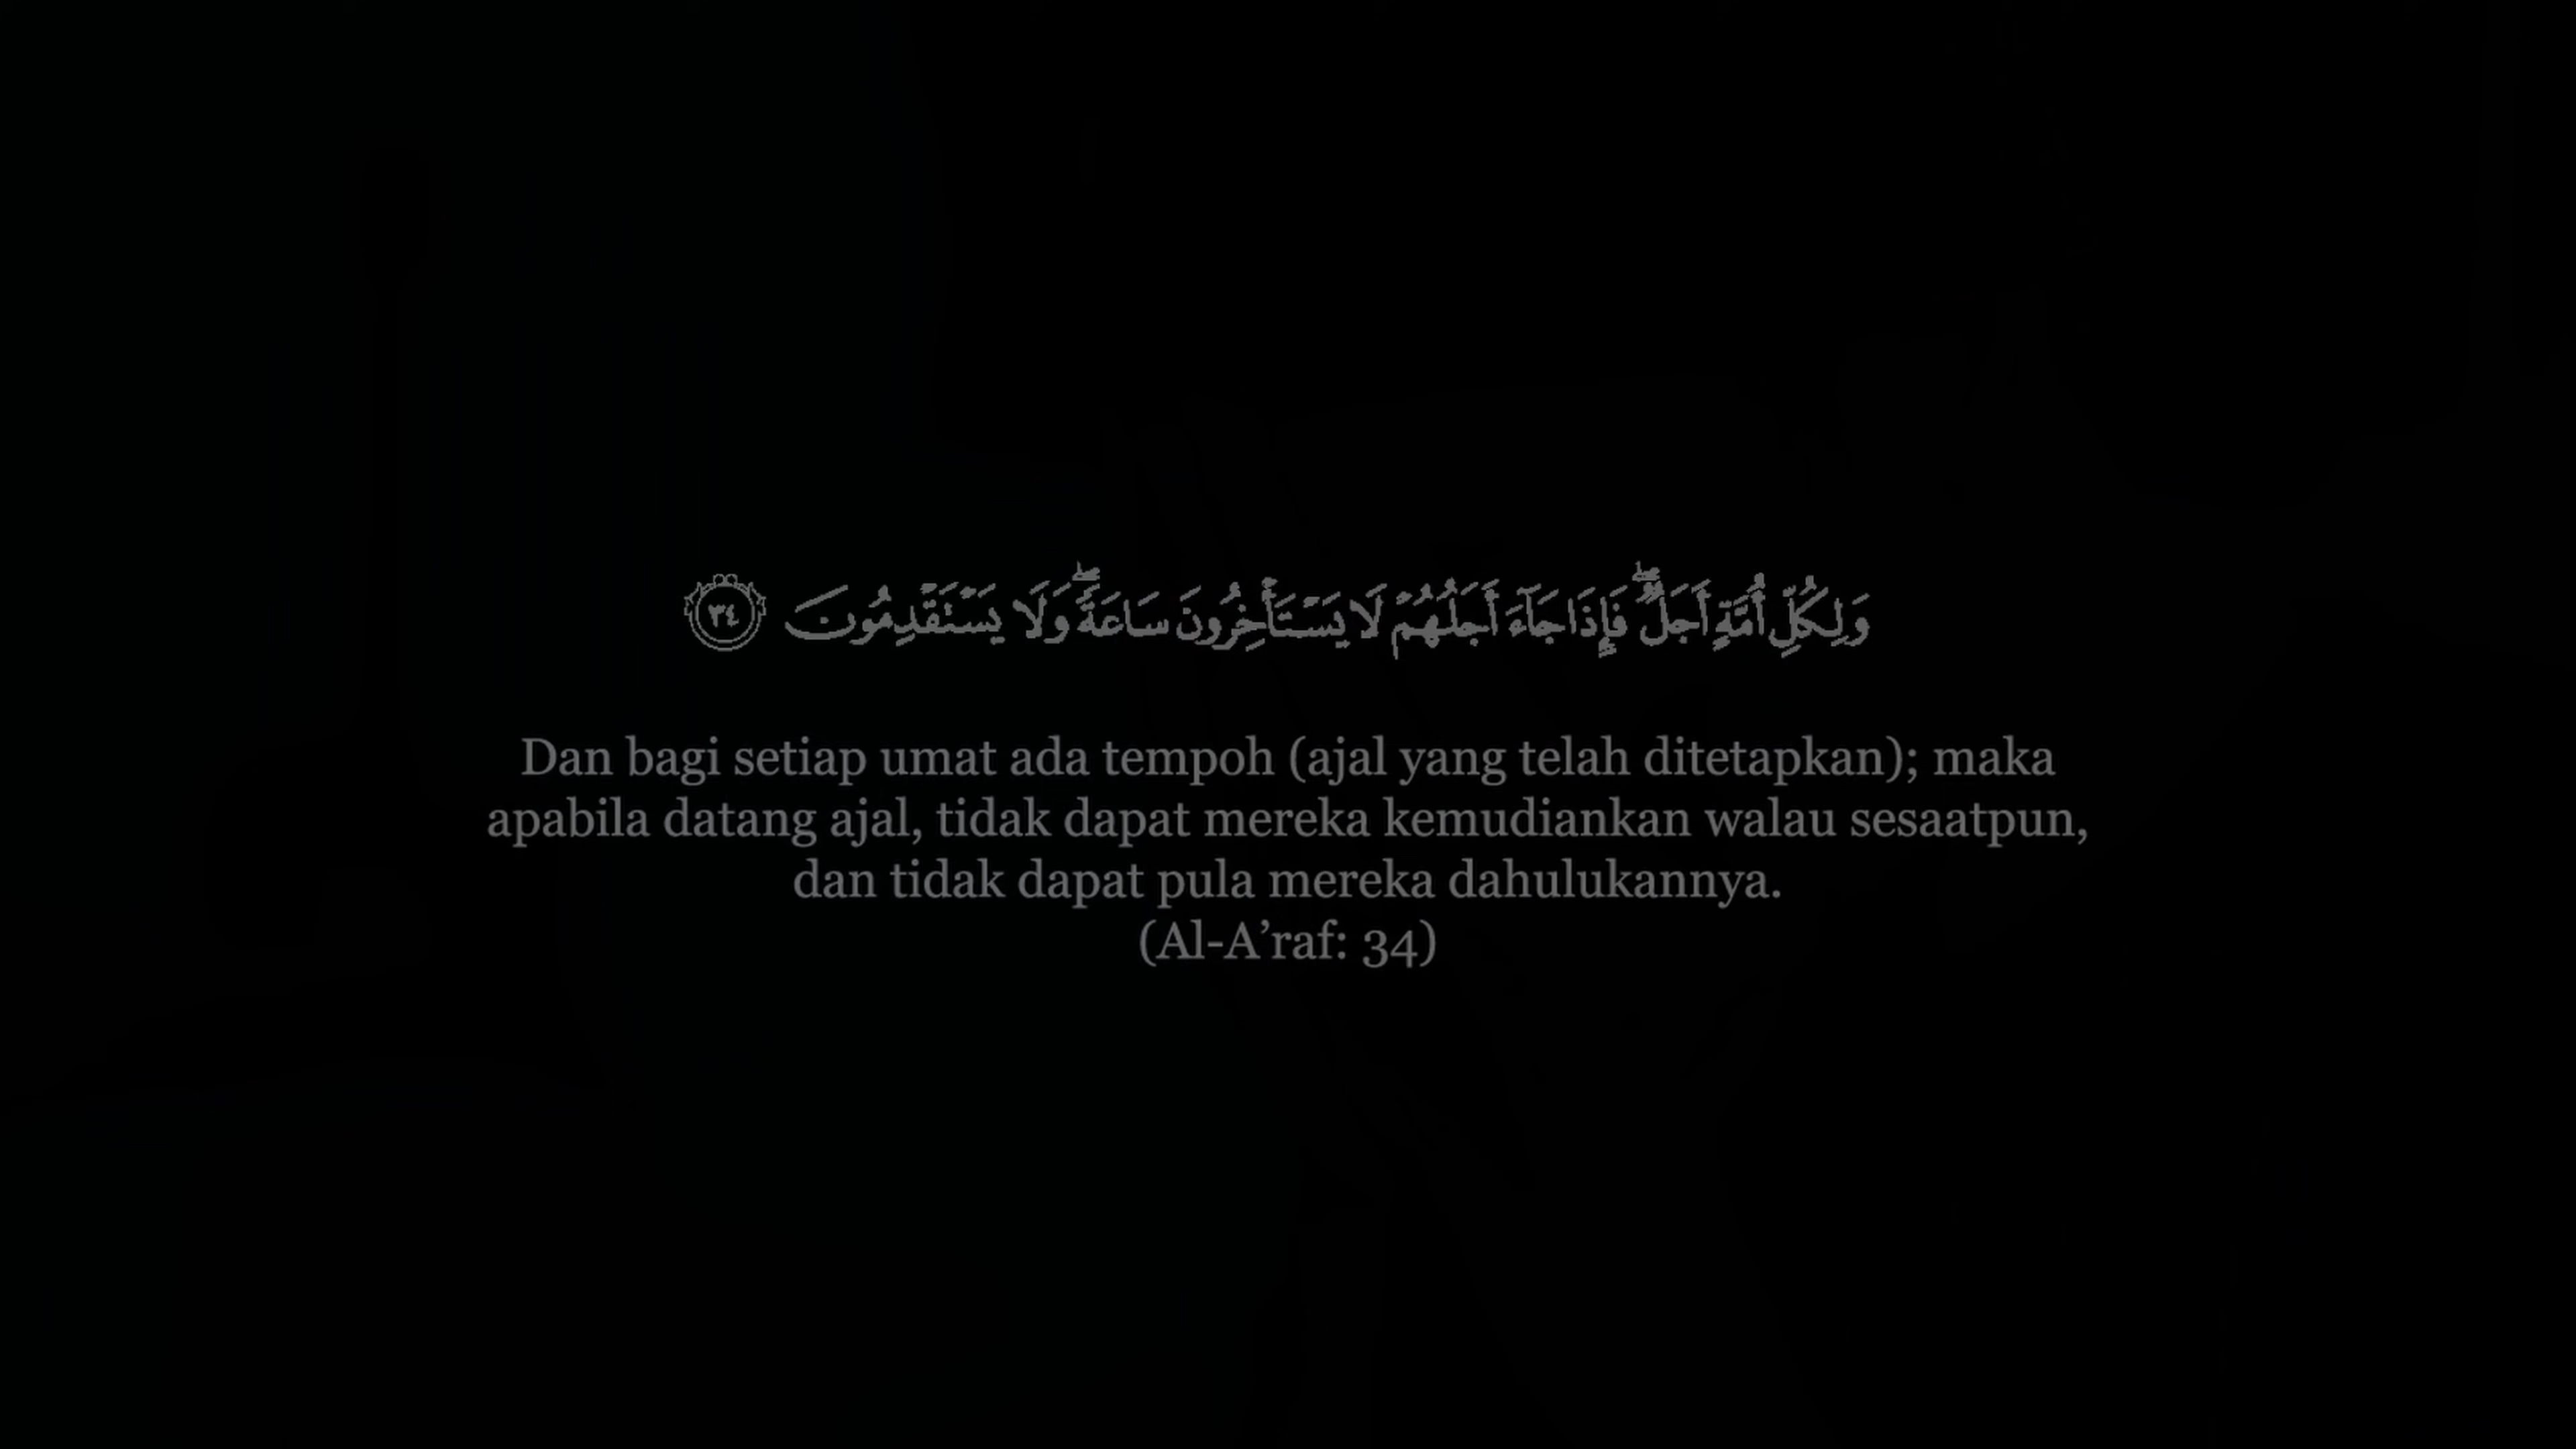 وَلِكُلِّ أُمَّةٍ أَجَلٌ ۖ فَإِذَا جَآءَ أَجَلُهُمْ لَا يَسْتَأْخِرُونَ سَاعَةً ۖ وَلَا يَسْتَقْدِمُونَ ٣٤
Dan bagi setiap umat ada tempoh (ajal yang telah ditetapkan); maka
apabila datang ajal, tidak dapat mereka kemudiankan walau sesaatpun,
dan tidak dapat pula mereka dahulukannya.
(Al-A’raf: 34)